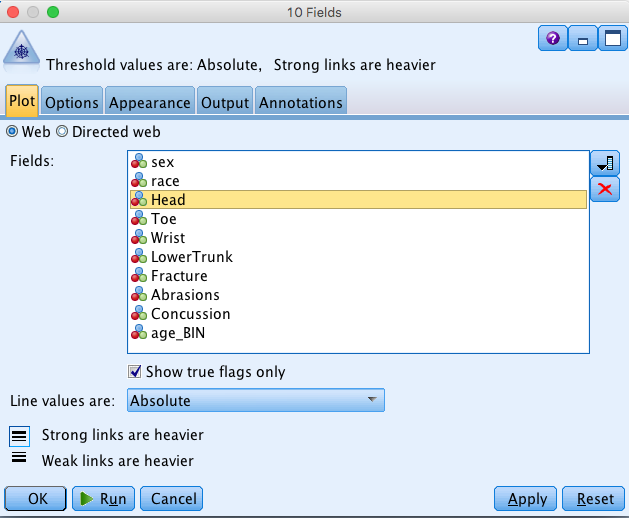 10 Fields
Threshold values are: Absolute, Strong links are heavier
Plot Options Appearance Output Annotations
Web Directed web
Fields:
sex
race
Head
Toe
Wrist
LowerTrunk
Fracture
Abrasions
Concussion
age_BIN
Show true flags only
Line values are: Absolute
Strong links are heavier
Weak links are heavier
OK Run Cancel Apply Reset